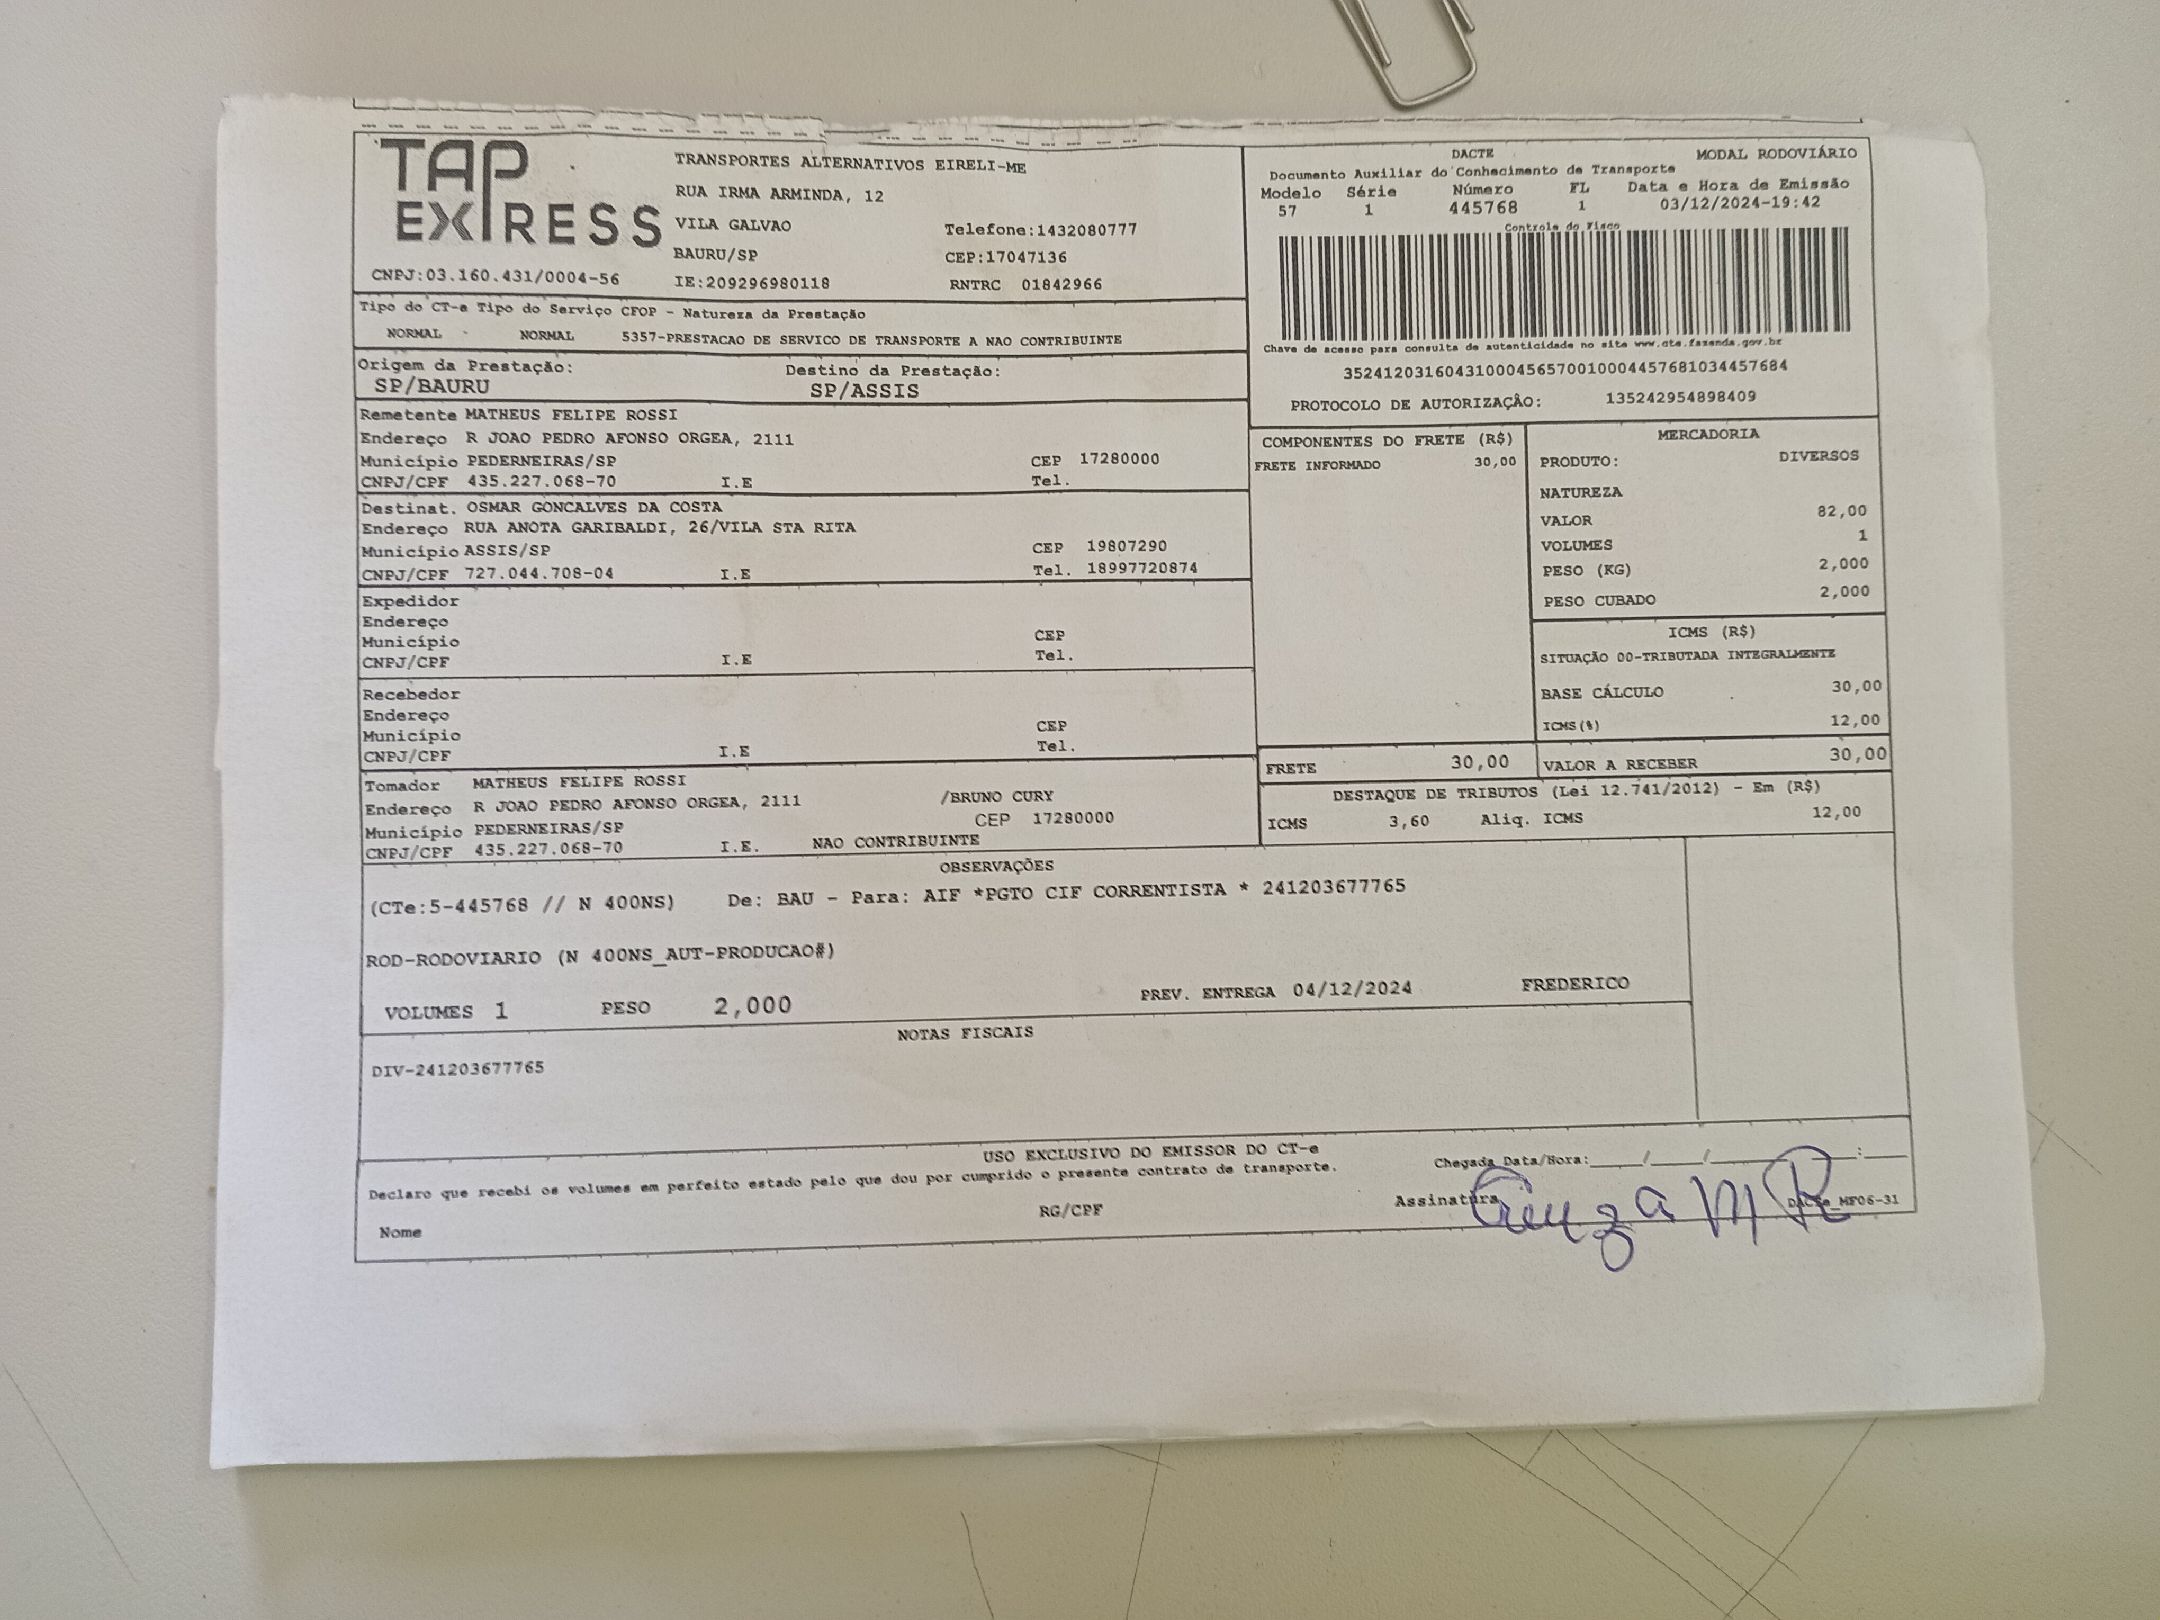 TAP EXPRESS
TRANSPORTES ALTERNATIVOS EIRELI-ME
RUA IRMA ARMINDA, 12
VILA GALVAO Telefone:1432080777
BAURU/SP CEP:17047136
CNPJ:03.160.431/0004-56 IE:209296980118 RNTRC 01842966
DACTE MODAL RODOVIÁRIO
Documento Auxiliar do Conhecimento de Transporte
Modelo Série Número FL Data e Hora de Emissão
57 1 445768 1 03/12/2024-19:42
Controle do Fisco
Chave de acesso para consulta de autenticidade no site www.cte.fazenda.gov.br
35241203160431000456570010004457681034457684
PROTOCOLO DE AUTORIZAÇÃO: 135242954898409
Tipo do CT-e Tipo do Serviço CFOP - Natureza da Prestação
NORMAL NORMAL 5357-PRESTACAO DE SERVICO DE TRANSPORTE A NAO CONTRIBUINTE
Origem da Prestação: Destino da Prestação:
SP/BAURU SP/ASSIS
Remetente MATHEUS FELIPE ROSSI
Endereço R JOAO PEDRO AFONSO ORGEA, 2111
Município PEDERNEIRAS/SP CEP 17280000
CNPJ/CPF 435.227.068-70 I.E Tel.
Destinat. OSMAR GONCALVES DA COSTA
Endereço RUA ANOTA GARIBALDI, 26/VILA STA RITA
Município ASSIS/SP CEP 19807290
CNPJ/CPF 727.044.708-04 I.E Tel. 18997720874
Expedidor
Endereço
Município CEP
CNPJ/CPF I.E Tel.
Recebedor
Endereço
Município CEP
CNPJ/CPF I.E Tel.
Tomador MATHEUS FELIPE ROSSI
Endereço R JOAO PEDRO AFONSO ORGEA, 2111 /BRUNO CURY
Município PEDERNEIRAS/SP CEP 17280000
CNPJ/CPF 435.227.068-70 I.E. NAO CONTRIBUINTE
COMPONENTES DO FRETE (R$)
FRETE INFORMADO 30,00
MERCADORIA
PRODUTO: DIVERSOS
NATUREZA
VALOR 82,00
VOLUMES 1
PESO (KG) 2,000
PESO CUBADO 2,000
ICMS (R$)
SITUAÇÃO 00-TRIBUTADA INTEGRALMENTE
BASE CÁLCULO 30,00
ICMS(%) 12,00
FRETE 30,00 VALOR A RECEBER 30,00
DESTAQUE DE TRIBUTOS (Lei 12.741/2012) - Em (R$)
ICMS 3,60 Aliq. ICMS 12,00
OBSERVAÇÕES
(CTe:5-445768 // N 400NS) De: BAU - Para: AIF *PGTO CIF CORRENTISTA * 241203677765
ROD-RODOVIARIO (N 400NS_AUT-PRODUCAO#)
VOLUMES 1 PESO 2,000 PREV. ENTREGA 04/12/2024 FREDERICO
NOTAS FISCAIS
DIV-241203677765
USO EXCLUSIVO DO EMISSOR DO CT-e
Declaro que recebi os volumes em perfeito estado pelo que dou por cumprido o presente contrato de transporte.
Chegada Data/Hora:____/____/____ __:__
Nome RG/CPF Assinatura
DACTe_MF06-31